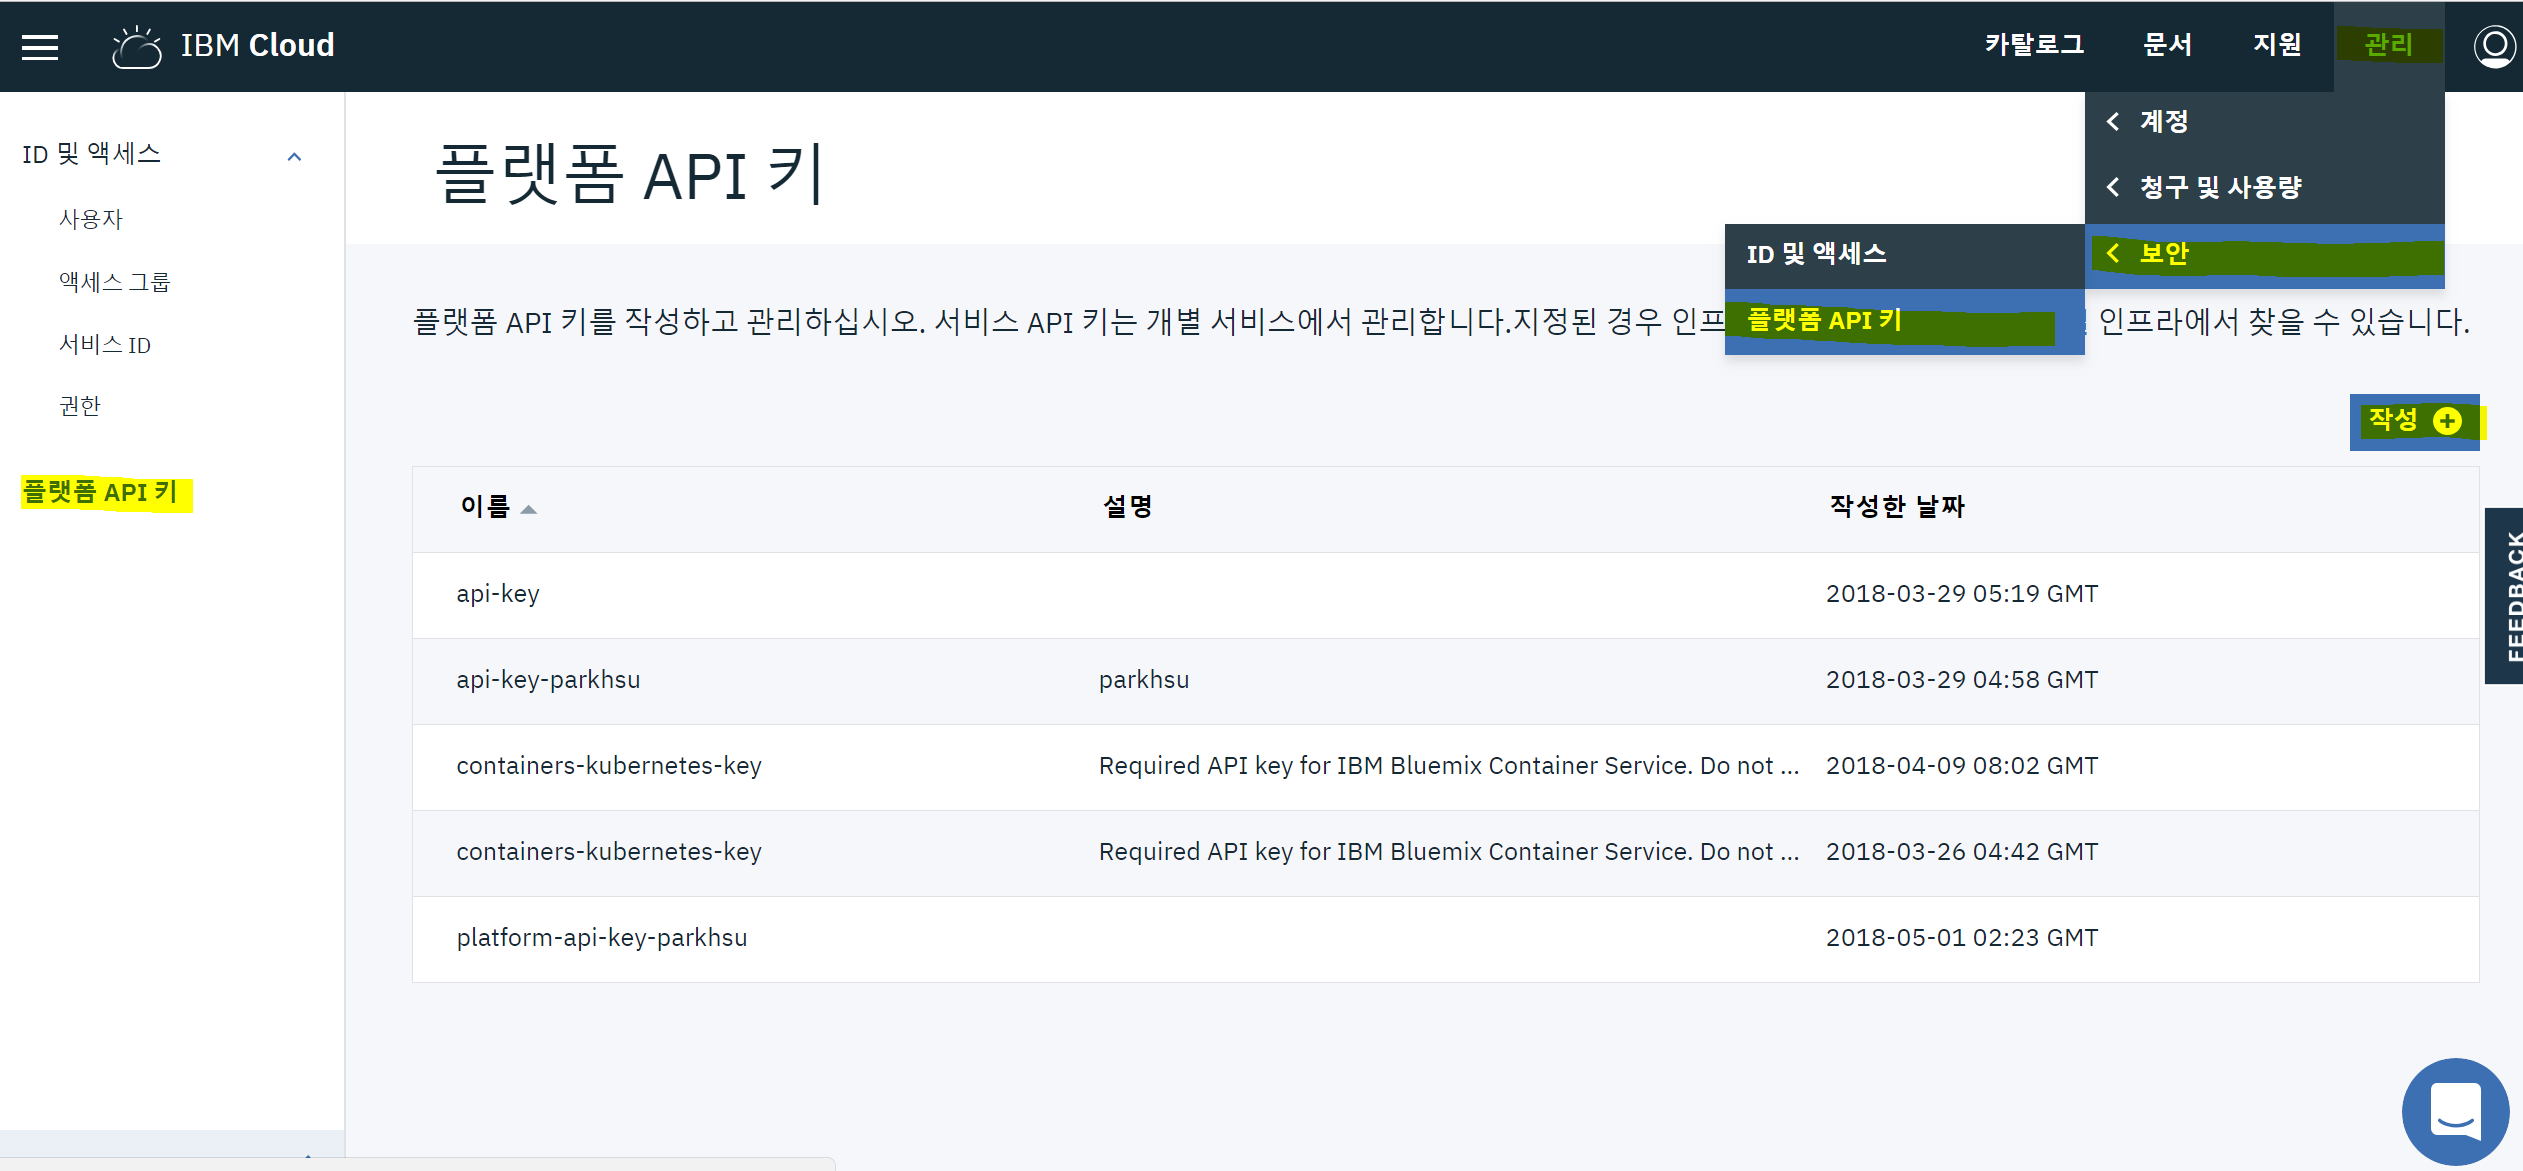 IBM Cloud
카탈로그 문서 지원 관리
계정
청구 및 사용량
보안
ID 및 액세스
플랫폼 API 키
ID 및 액세스
사용자
액세스 그룹
서비스 ID
권한
플랫폼 API 키
플랫폼 API 키
플랫폼 API 키를 작성하고 관리하십시오. 서비스 API 키는 개별 서비스에서 관리합니다.지정된 경우 인프 인프라에서 찾을 수 있습니다.
작성
이름 설명 작성한 날짜
api-key 2018-03-29 05:19 GMT
api-key-parkhsu parkhsu 2018-03-29 04:58 GMT
containers-kubernetes-key Required API key for IBM Bluemix Container Service. Do not ... 2018-04-09 08:02 GMT
containers-kubernetes-key Required API key for IBM Bluemix Container Service. Do not ... 2018-03-26 04:42 GMT
platform-api-key-parkhsu 2018-05-01 02:23 GMT
FEEDBACK